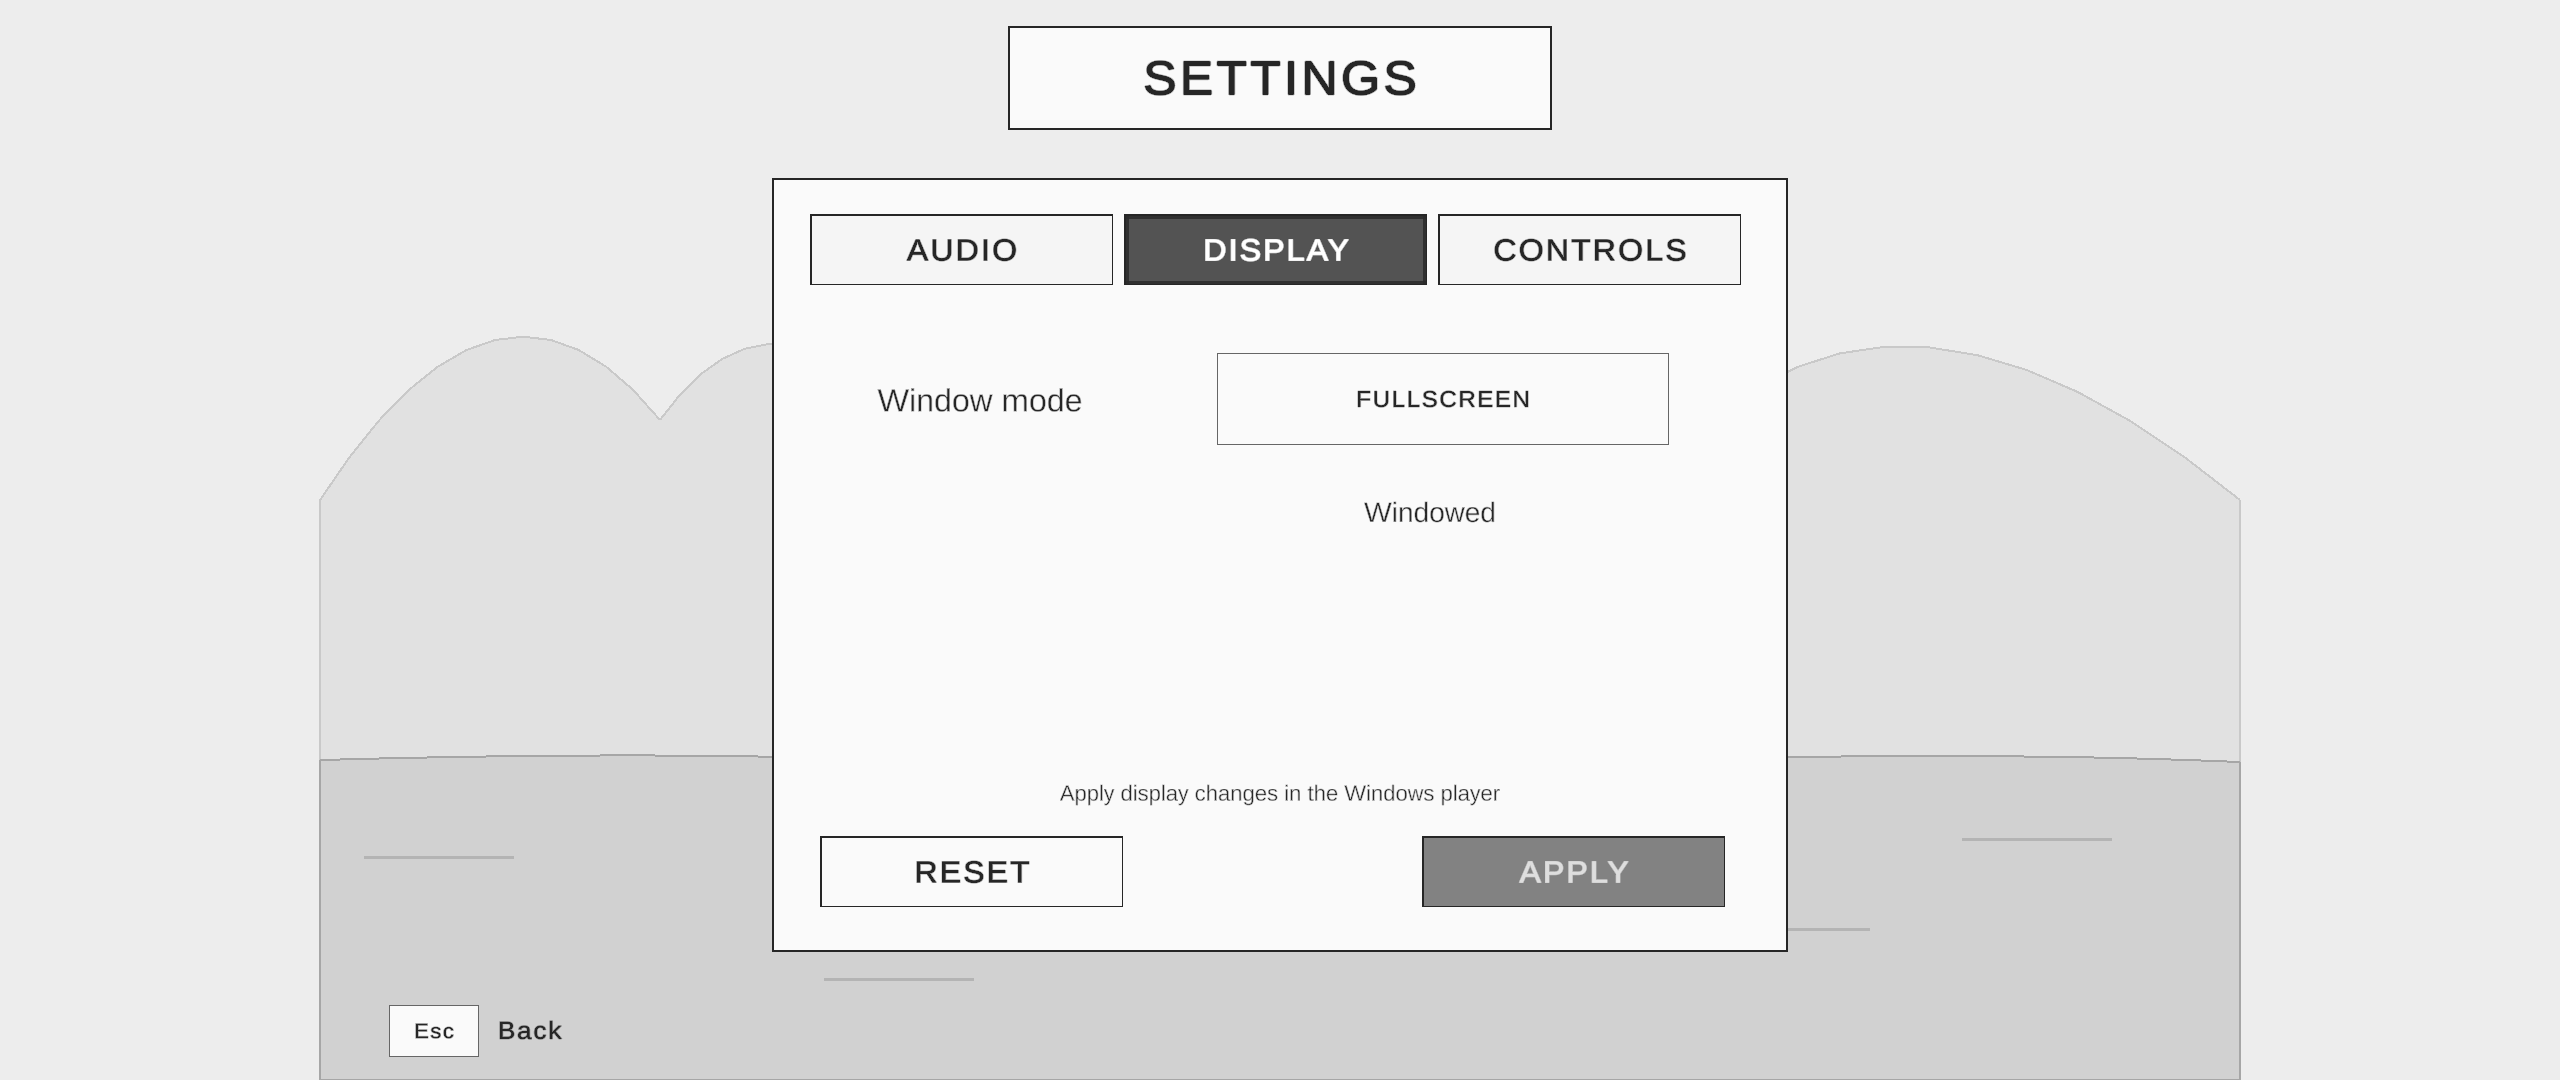 SETTINGS
AUDIO
DISPLAY
CONTROLS
Window mode
FULLSCREEN
Windowed
Apply display changes in the Windows player
RESET
APPLY
Esc
Back